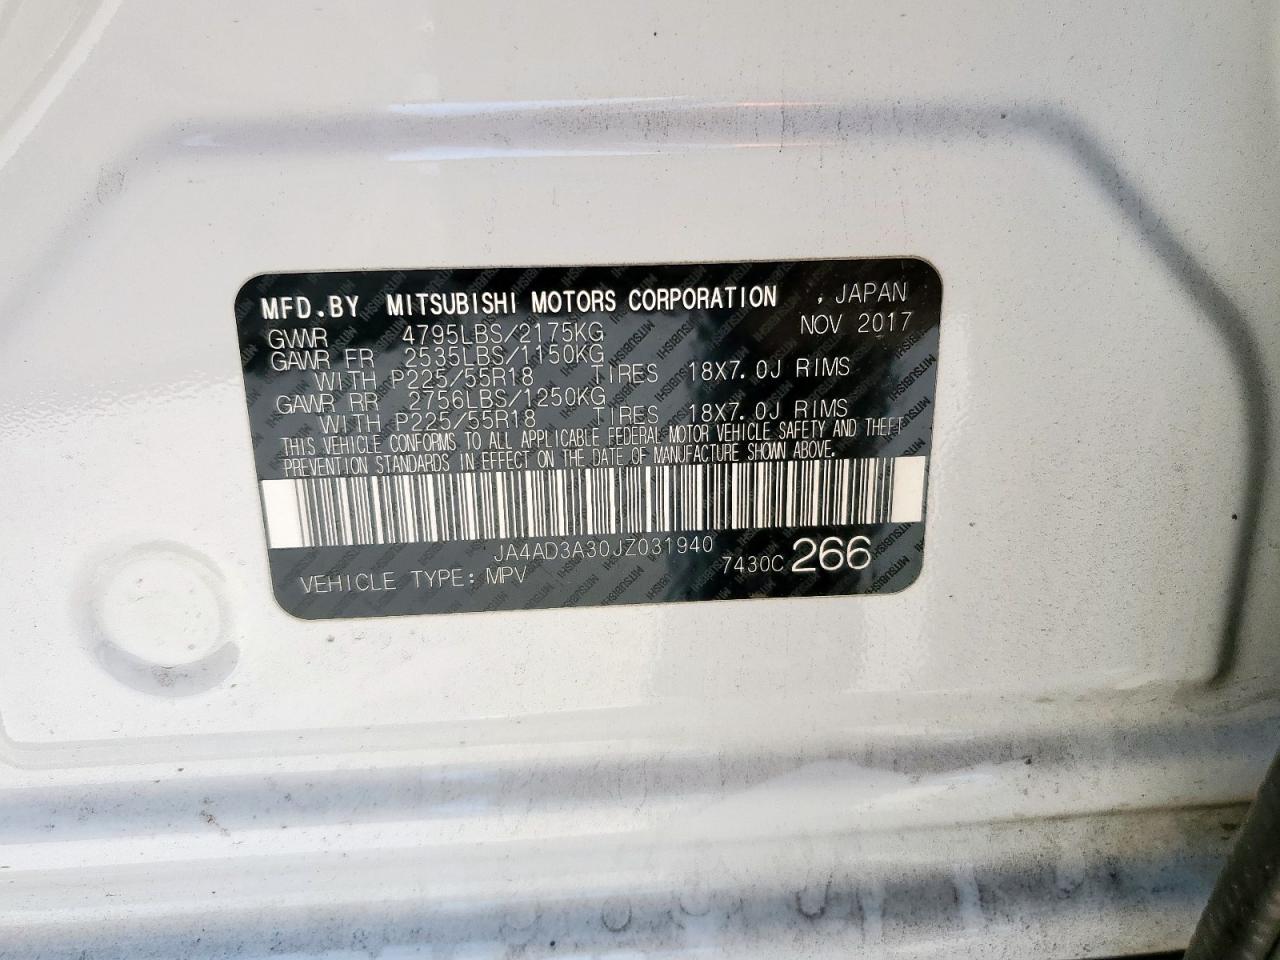 MFD.BY MITSUBISHI MOTORS CORPORATION , JAPAN
GVWR 4795LBS/2175KG NOV 2017
GAWR FR 2535LBS/1150KG
WITH P225/55R18 TIRES 18X7.0J RIMS
GAWR RR 2756LBS/1250KG
WITH P225/55R18 TIRES 18X7.0J RIMS
THIS VEHICLE CONFORMS TO ALL APPLICABLE FEDERAL MOTOR VEHICLE SAFETY AND THEFT
PREVENTION STANDARDS IN EFFECT ON THE DATE OF MANUFACTURE SHOWN ABOVE.
JA4AD3A30JZ031940
VEHICLE TYPE: MPV 7430C 266